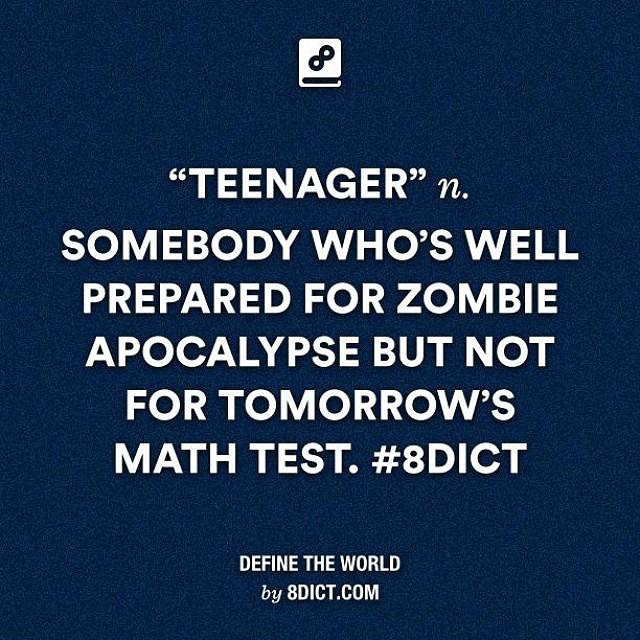 “TEENAGER” n.
SOMEBODY WHO’S WELL
PREPARED FOR ZOMBIE
APOCALYPSE BUT NOT
FOR TOMORROW’S
MATH TEST. #8DICT
DEFINE THE WORLD
by 8DICT.COM